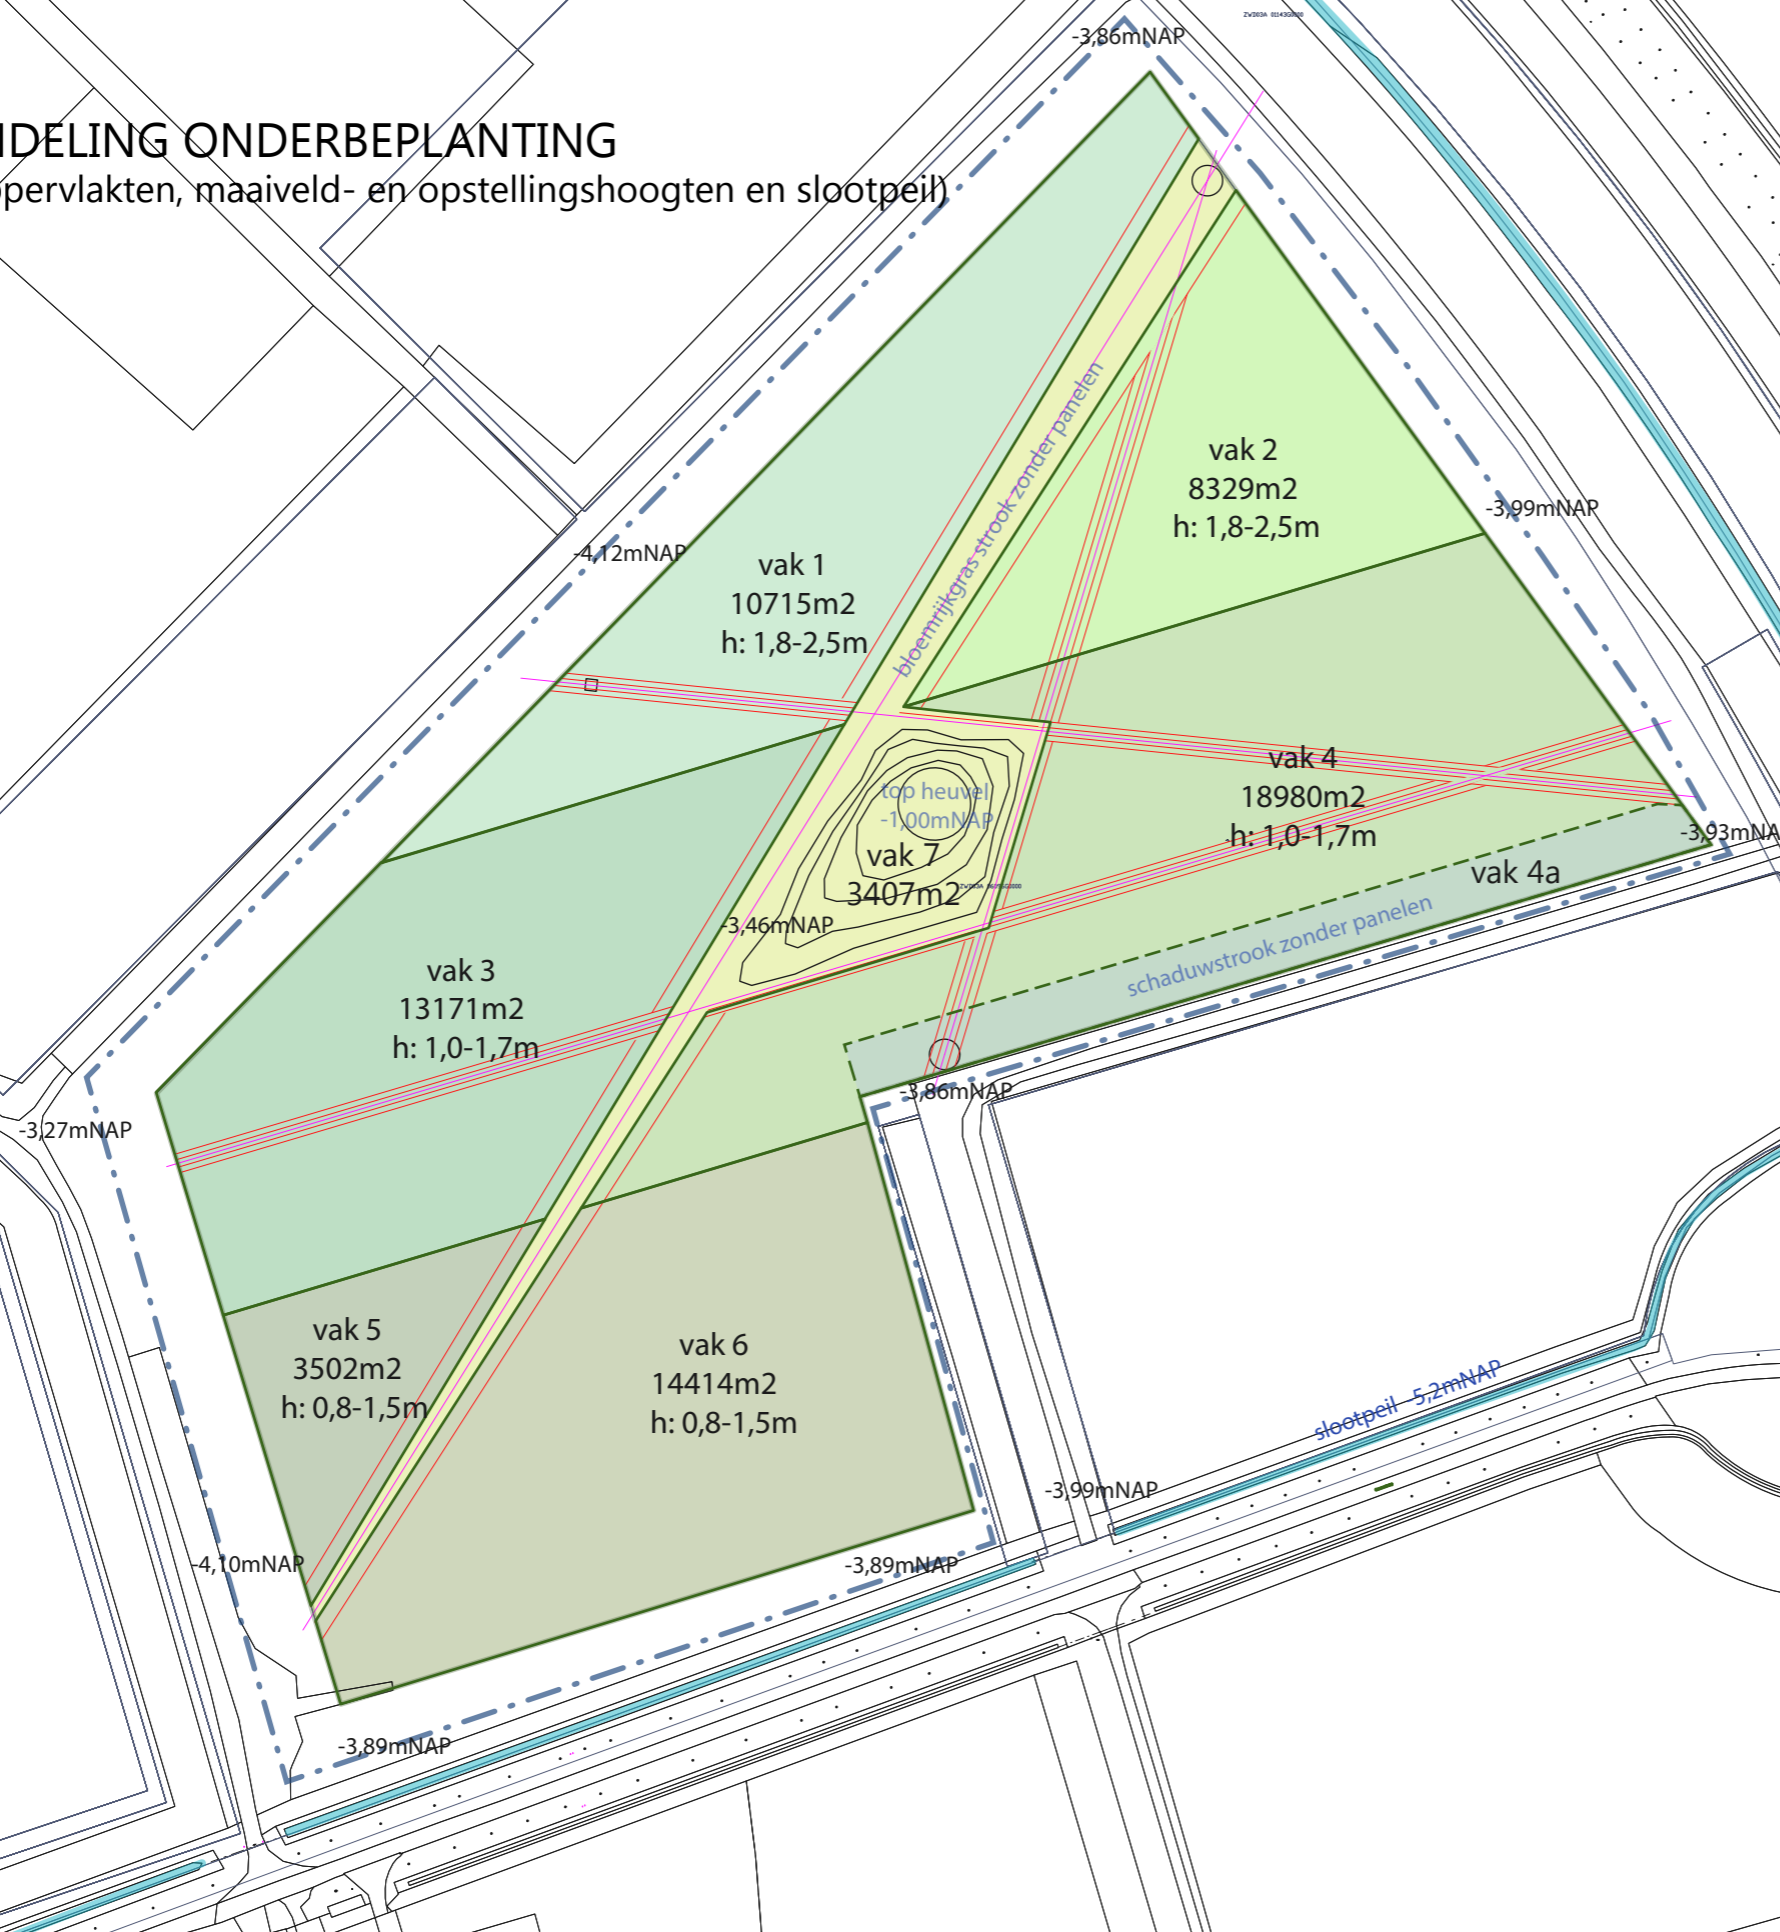 ZWD03A 01143G0000
-3,86mNAP
NDELING ONDERBEPLANTING
ppervlakten, maaiveld- en opstellingshoogten en slootpeil)
vak 2
8329m2
h: 1,8-2,5m
-3,99mNAP
-4,12mNAP
vak 1
10715m2
h: 1,8-2,5m
bloemrijkgras strook zonder panelen
vak 4
18980m2
h: 1,0-1,7m
top heuvel
-1,00mNAP
vak 7
3407m2
-3,93mNA
vak 4a
schaduwstrook zonder panelen
-3,46mNAP
vak 3
13171m2
h: 1,0-1,7m
-3,86mNAP
-3,27mNAP
vak 5
3502m2
h: 0,8-1,5m
vak 6
14414m2
h: 0,8-1,5m
slootpeil -5,2mNAP
-3,99mNAP
-4,10mNAP
-3,89mNAP
-3,89mNAP